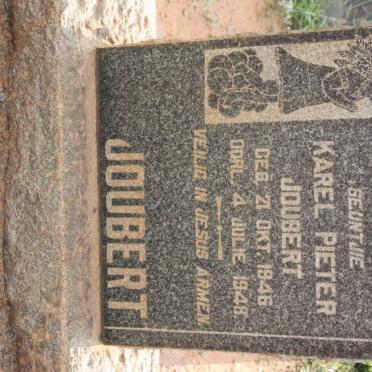 SEUNTJIE
KAREL PIETER
JOUBERT
GEB. 21 OKT. 1946
OORL. 4 JULIE 1948
VEILIG IN JESUS ARMEN
JOUBERT